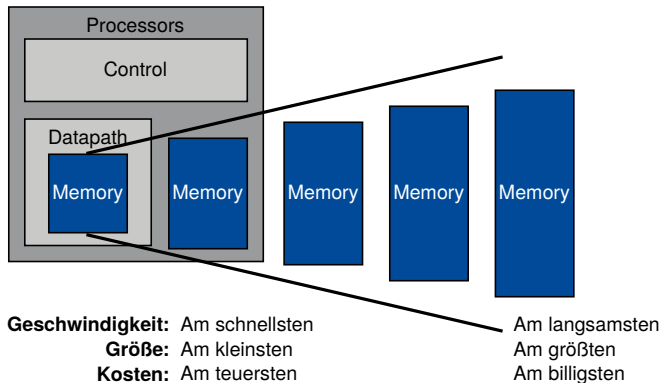 Processors
Control
Datapath
Memory
Memory
Memory
Memory
Memory
Geschwindigkeit: Am schnellsten Am langsamsten
Größe: Am kleinsten Am größten
Kosten: Am teuersten Am billigsten